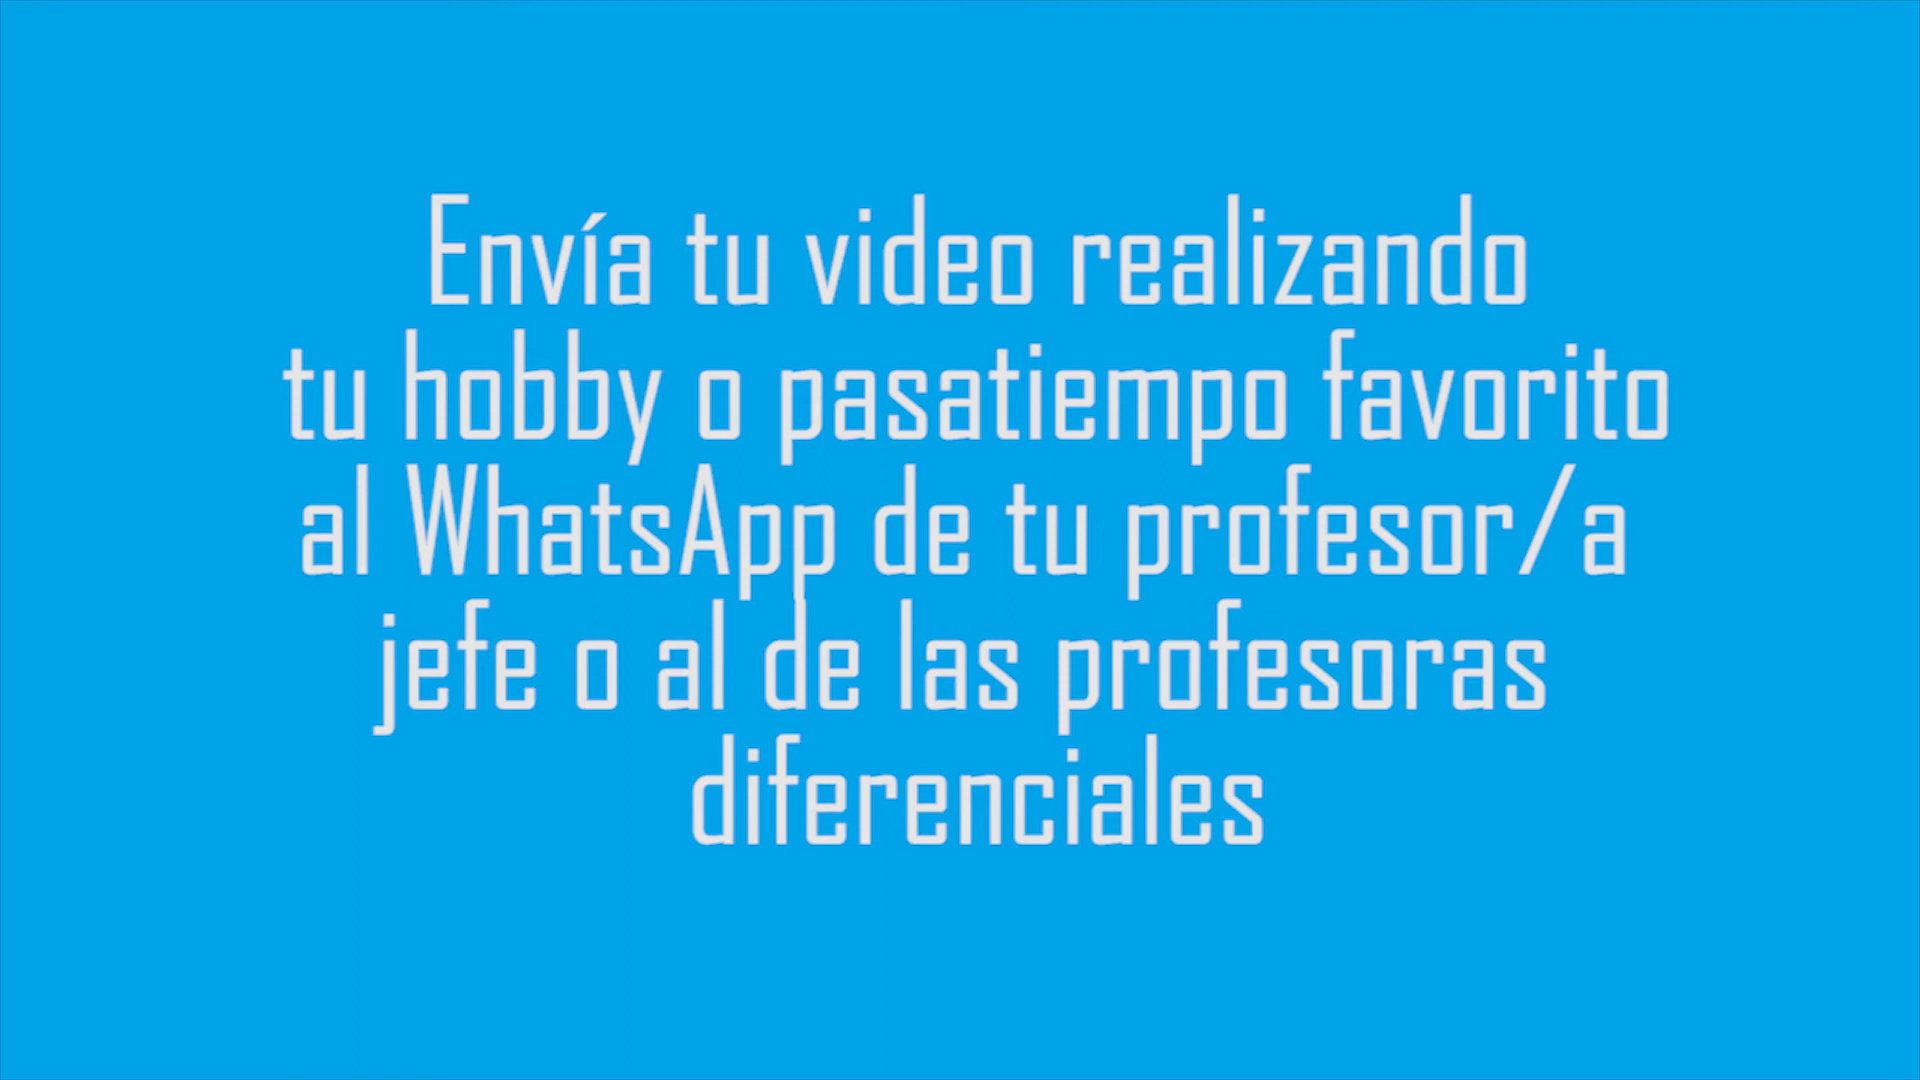 Envía tu video realizando
tu hobby o pasatiempo favorito
al WhatsApp de tu profesor/a
jefe o al de las profesoras
diferenciales